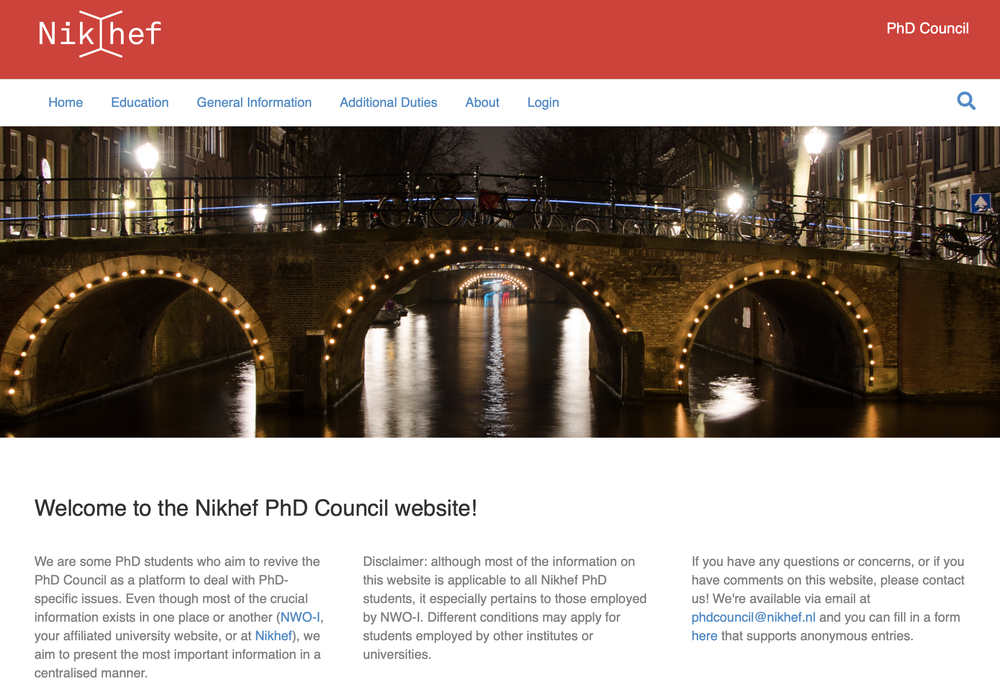 Nikhef
PhD Council
Home Education General Information Additional Duties About Login
ANNO 1722
Welcome to the Nikhef PhD Council website!
We are some PhD students who aim to revive the
PhD Council as a platform to deal with PhD-
specific issues. Even though most of the crucial
information exists in one place or another (NWO-I,
your affiliated university website, or at Nikhef), we
aim to present the most important information in a
centralised manner.
Disclaimer: although most of the information on
this website is applicable to all Nikhef PhD
students, it especially pertains to those employed
by NWO-I. Different conditions may apply for
students employed by other institutes or
universities.
If you have any questions or concerns, or if you
have comments on this website, please contact
us! We're available via email at
phdcouncil@nikhef.nl and you can fill in a form
here that supports anonymous entries.